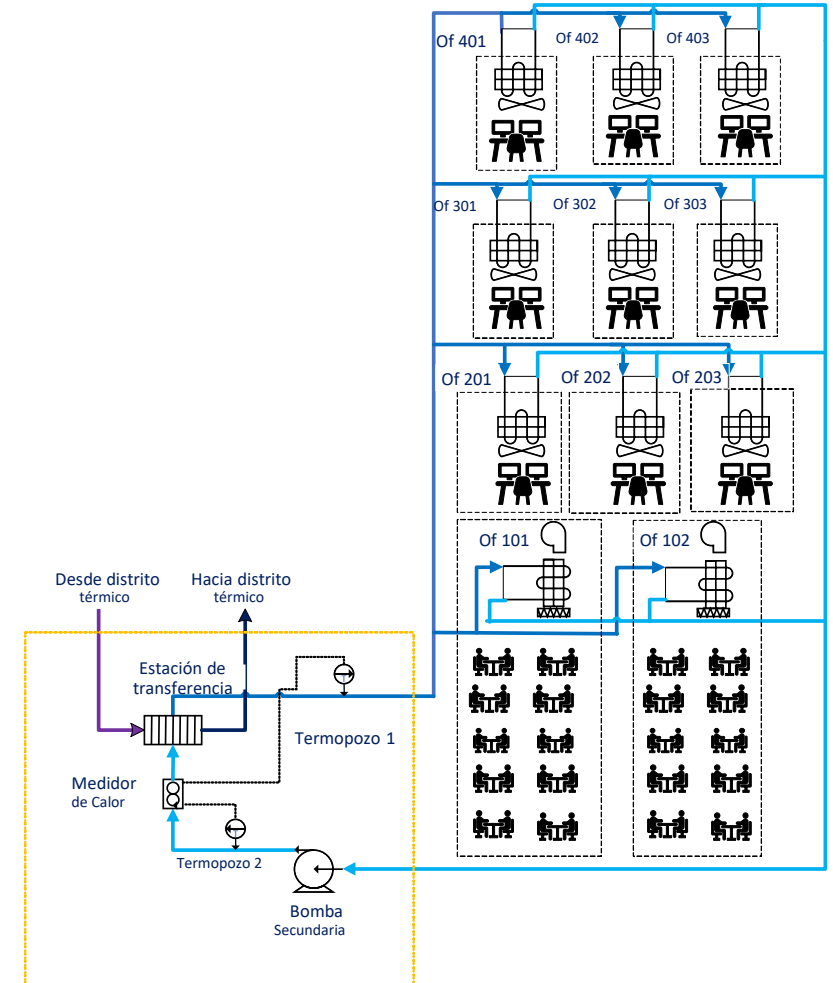 Of 401
Of 402
Of 403
Of 301
Of 302
Of 303
Of 201
Of 202
Of 203
Of 101
Of 102
Desde distrito
térmico
Hacia distrito
térmico
Estación de
transferencia
Termopozo 1
Medidor
de Calor
Termopozo 2
Bomba
Secundaria